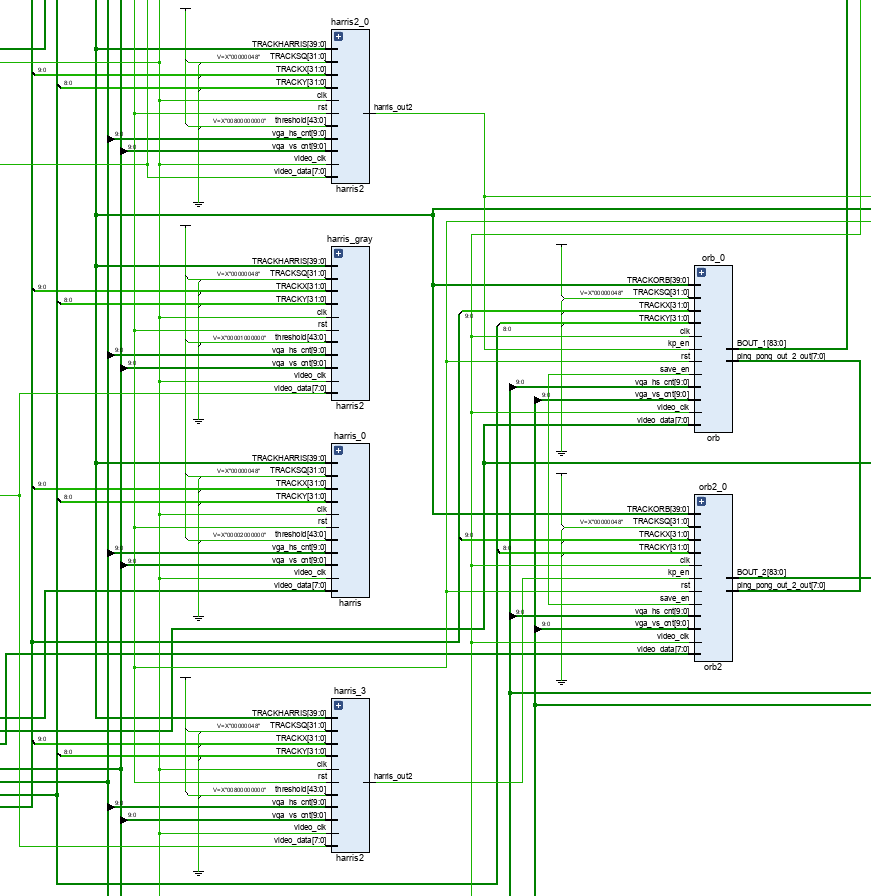 harris2_0
TRACKHARRIS[39:0]
V=X"00000048" TRACKSQ[31:0]
9:0 TRACKX[31:0]
8:0 TRACKY[31:0]
clk
rst harris_out2
V=X"00800000000" threshold[43:0]
9:0 vga_hs_cnt[9:0]
9:0 vga_vs_cnt[9:0]
video_clk
video_data[7:0]
harris2
harris_gray
TRACKHARRIS[39:0]
V=X"00000048" TRACKSQ[31:0]
9:0 TRACKX[31:0]
8:0 TRACKY[31:0]
clk
rst
V=X"00001000000" threshold[43:0]
9:0 vga_hs_cnt[9:0]
9:0 vga_vs_cnt[9:0]
video_clk
video_data[7:0]
harris2
harris_0
TRACKHARRIS[39:0]
V=X"00000048" TRACKSQ[31:0]
9:0 TRACKX[31:0]
8:0 TRACKY[31:0]
clk
rst
V=X"00002000000" threshold[43:0]
9:0 vga_hs_cnt[9:0]
9:0 vga_vs_cnt[9:0]
video_clk
video_data[7:0]
harris
harris_3
TRACKHARRIS[39:0]
V=X"00000048" TRACKSQ[31:0]
9:0 TRACKX[31:0]
8:0 TRACKY[31:0]
clk
rst harris_out2
V=X"00800000000" threshold[43:0]
9:0 vga_hs_cnt[9:0]
9:0 vga_vs_cnt[9:0]
video_clk
video_data[7:0]
harris2
orb_0
TRACKORB[39:0]
V=X"00000048" TRACKSQ[31:0]
9:0 TRACKX[31:0]
8:0 TRACKY[31:0]
clk
kp_en BOUT_1[83:0]
rst ping_pong_out_2_out[7:0]
save_en
9:0 vga_hs_cnt[9:0]
9:0 vga_vs_cnt[9:0]
video_clk
video_data[7:0]
orb
orb2_0
TRACKORB[39:0]
V=X"00000048" TRACKSQ[31:0]
9:0 TRACKX[31:0]
8:0 TRACKY[31:0]
clk
kp_en BOUT_2[83:0]
rst ping_pong_out_2_out[7:0]
save_en
9:0 vga_hs_cnt[9:0]
9:0 vga_vs_cnt[9:0]
video_clk
video_data[7:0]
orb2